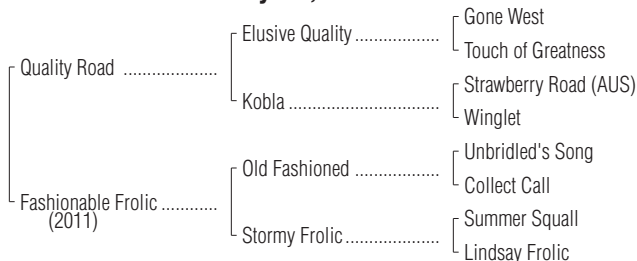 Gone West
Elusive Quality ..................
Touch of Greatness
Quality Road ....................
Strawberry Road (AUS)
Kobla ................................
Winglet
Unbridled's Song
Old Fashioned ..................
Collect Call
Fashionable Frolic ............
(2011)
Summer Squall
Stormy Frolic ....................
Lindsay Frolic